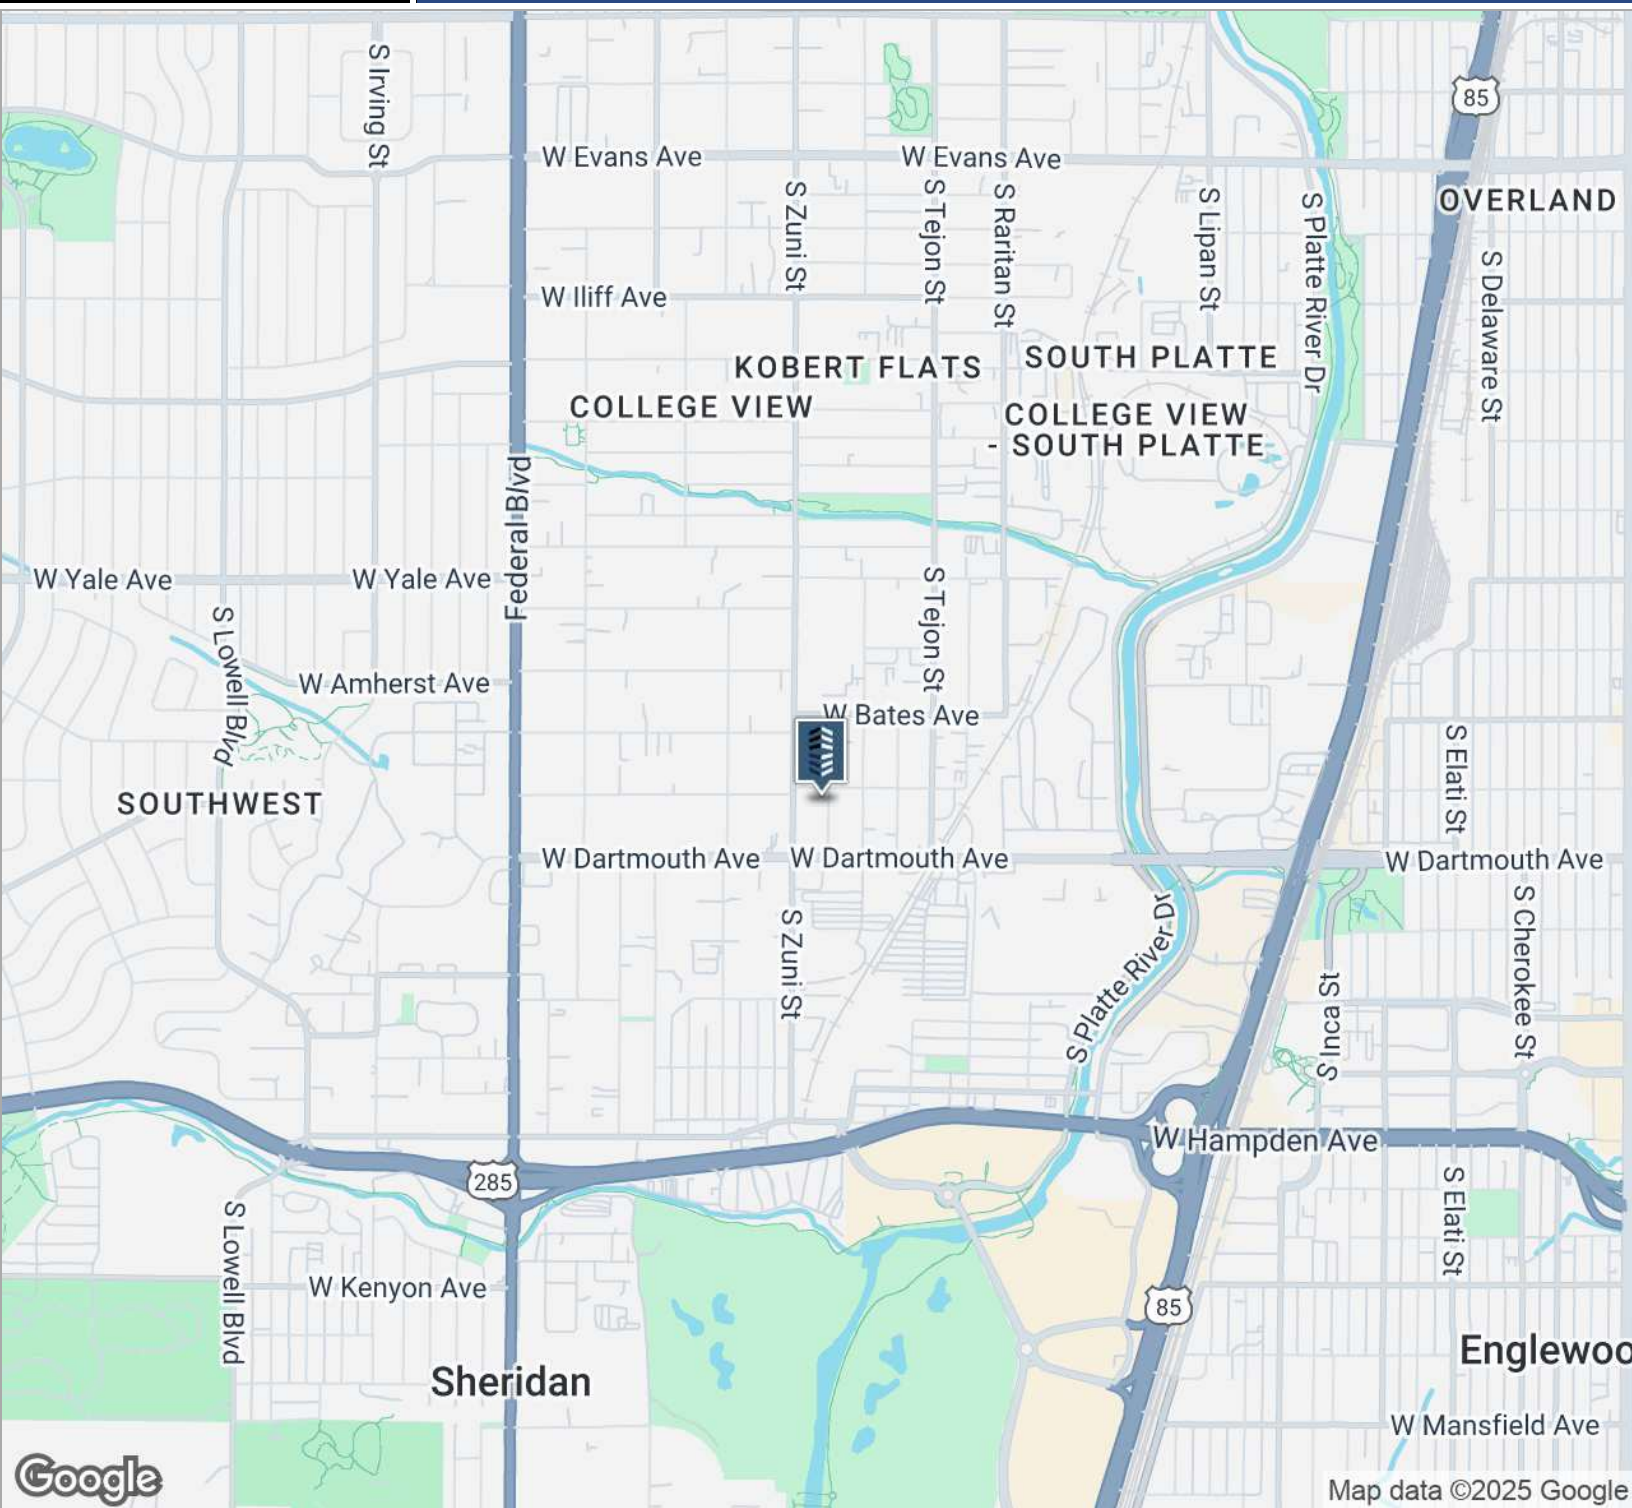 S Irving St
85
W Evans Ave
W Evans Ave
S Zuni St
S Tejon St
S Raritan St
S Lipan St
S Platte River Dr
OVERLAND
S Delaware St
W Iliff Ave
KOBERT FLATS
SOUTH PLATTE
COLLEGE VIEW
COLLEGE VIEW
- SOUTH PLATTE
Federal Blvd
W Yale Ave
W Yale Ave
S Tejon St
S Lowell Blvd
W Amherst Ave
W Bates Ave
S Elati St
SOUTHWEST
W Dartmouth Ave
W Dartmouth Ave
W Dartmouth Ave
S Zuni St
S Platte River Dr
S Inca St
S Cherokee St
W Hampden Ave
285
S Lowell Blvd
S Elati St
W Kenyon Ave
85
Englewoo
Sheridan
W Mansfield Ave
Google
Map data ©2025 Google